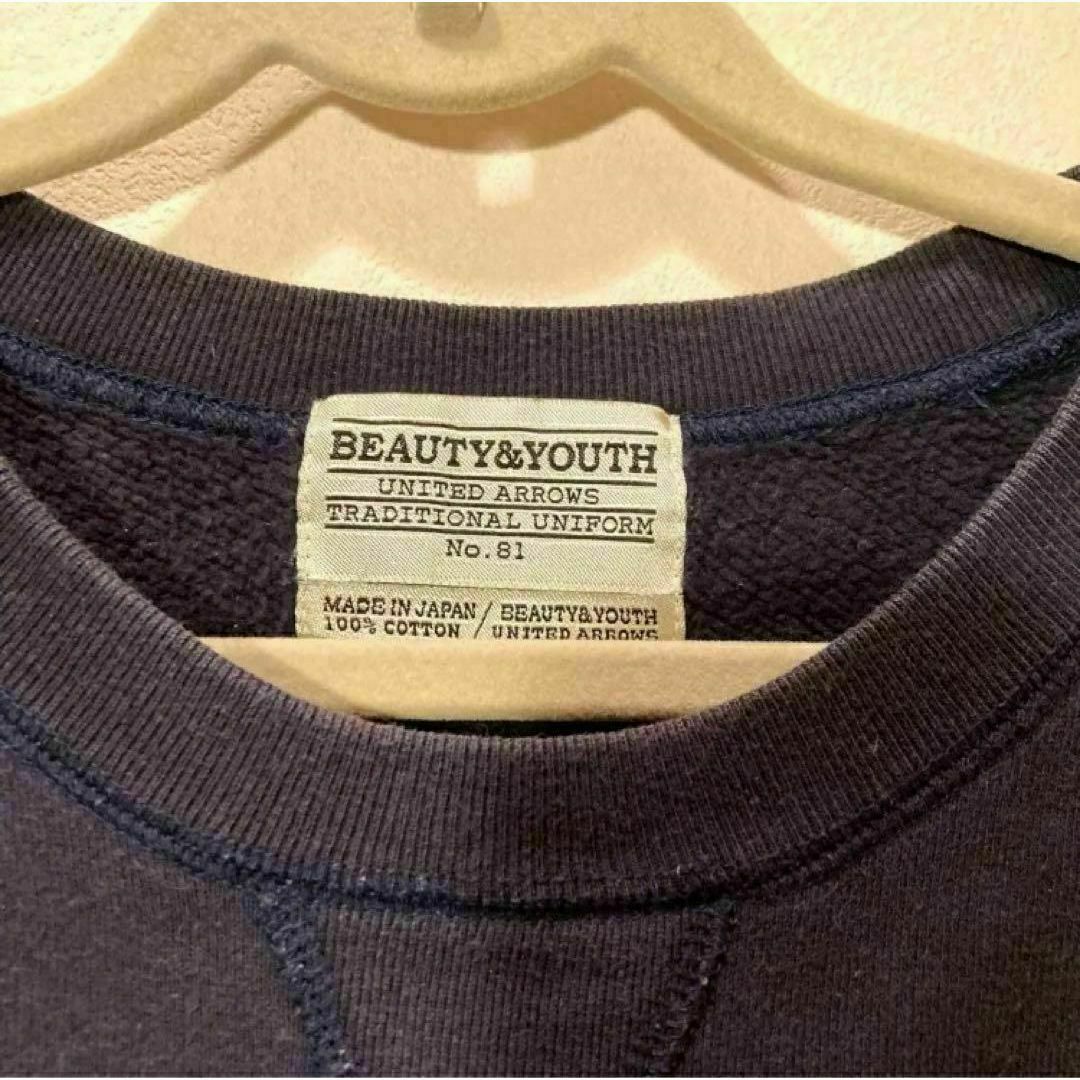 BEAUTY&YOUTH
UNITED ARROWS
TRADITIONAL UNIFORM
No.81
MADE IN JAPAN / BEAUTY&YOUTH
100% COTTON / UNITED ARROWS